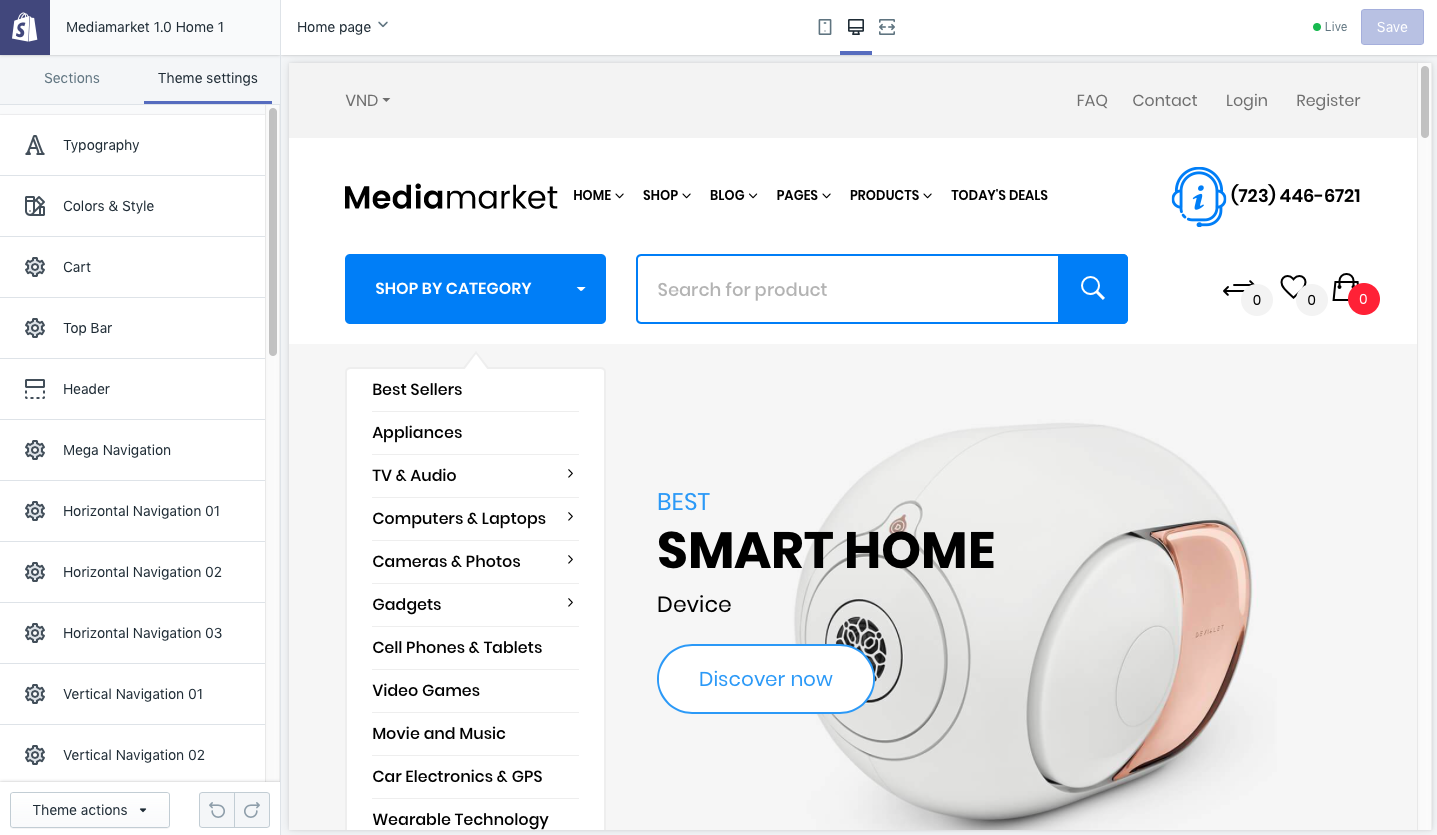 Mediamarket 1.0 Home 1
Home page
Live
Save
Sections
Theme settings
Typography
Colors & Style
Cart
Top Bar
Header
Mega Navigation
Horizontal Navigation 01
Horizontal Navigation 02
Horizontal Navigation 03
Vertical Navigation 01
Vertical Navigation 02
Theme actions
VND
FAQ Contact Login Register
Mediamarket
HOME SHOP BLOG PAGES PRODUCTS TODAY'S DEALS
(723) 446-6721
SHOP BY CATEGORY
Search for product
0 0 0
Best Sellers
Appliances
TV & Audio
Computers & Laptops
Cameras & Photos
Gadgets
Cell Phones & Tablets
Video Games
Movie and Music
Car Electronics & GPS
Wearable Technology
BEST
SMART HOME
Device
Discover now
DEVIALET